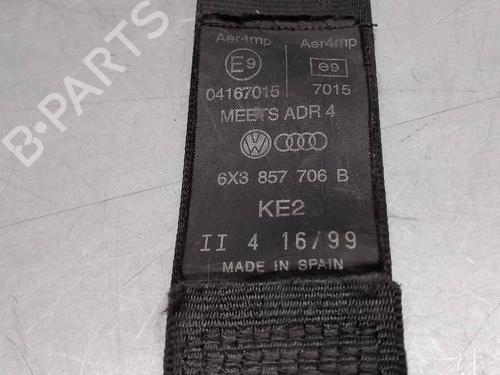 Aer4mp Aer4mp
E9 e9
04167015 7015
MEETS ADR 4
6X3 857 706 B
KE2
II 4 16/99
MADE IN SPAIN
B-PARTS